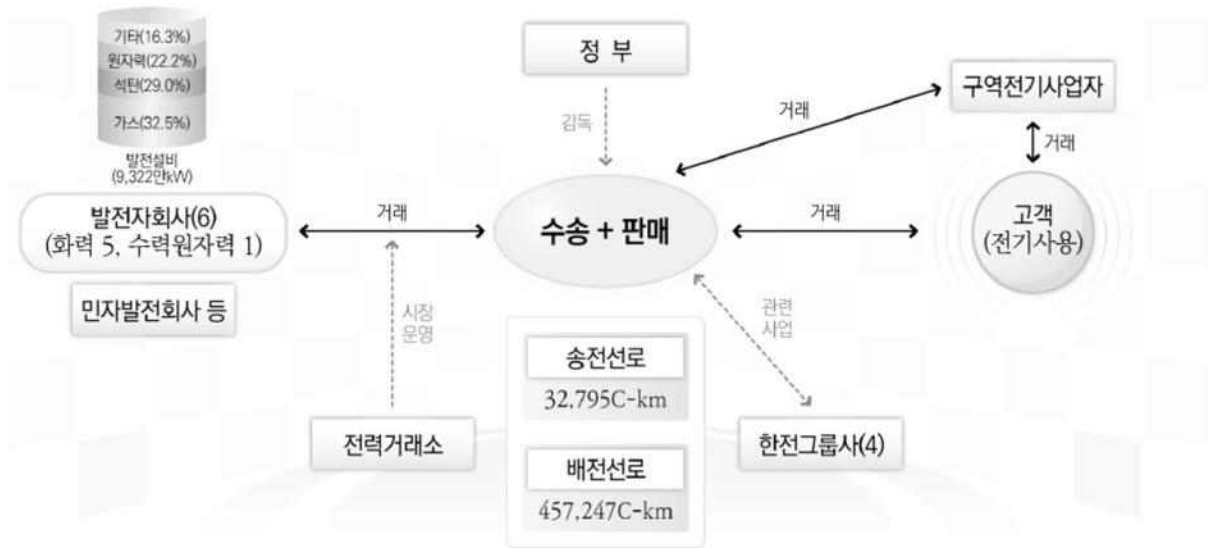 기타(16.3%)
원자력(22.2%)
석탄(29.0%)
가스(32.5%)
발전설비
(9,322만kW)
발전자회사(6)
(화력 5, 수력원자력 1)
민자발전회사 등
정 부
감독
거래
구역전기사업자
거래
거래
수송 + 판매
거래
고객
(전기사용)
시장
운영
관련
사업
송전선로
32,795C-km
전력거래소
한전그룹사(4)
배전선로
457,247C-km